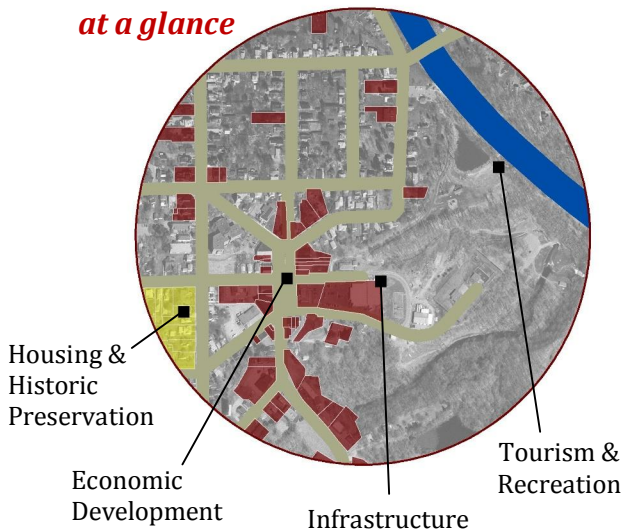 at a glance
Housing &
Historic
Preservation
Economic
Development
Infrastructure
Tourism &
Recreation